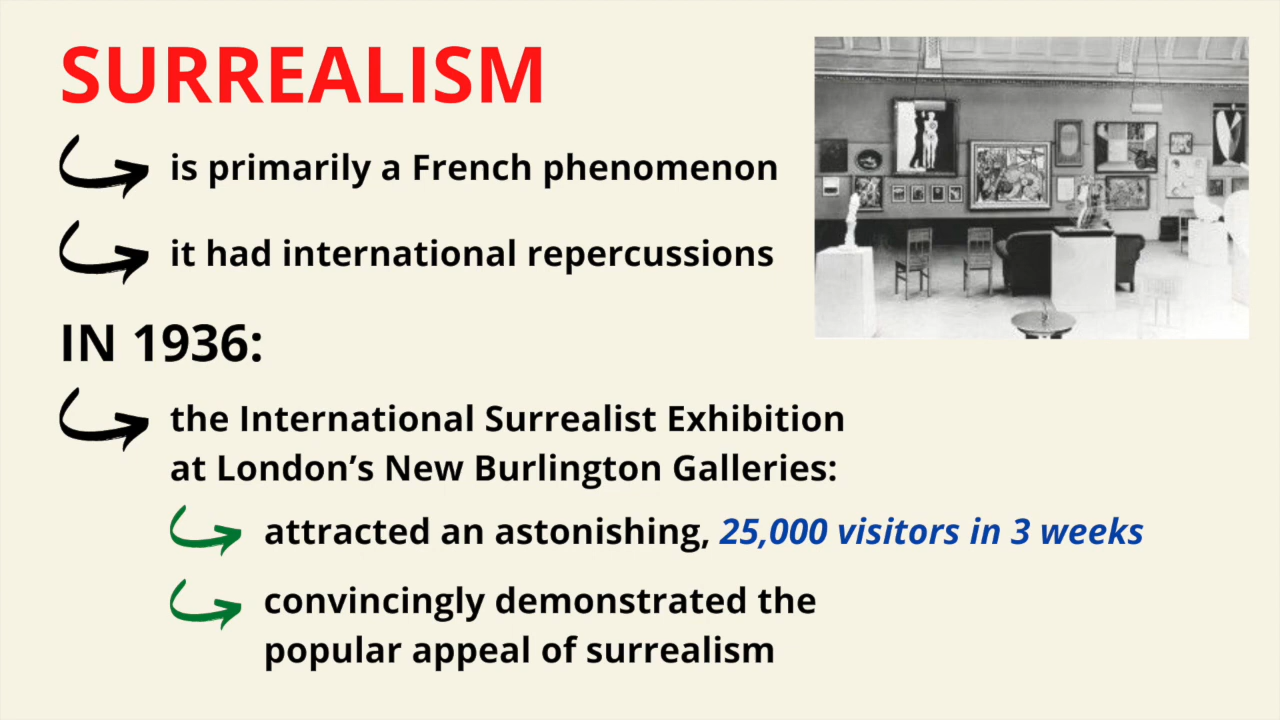 SURREALISM
is primarily a French phenomenon
it had international repercussions
IN 1936:
the International Surrealist Exhibition
at London’s New Burlington Galleries:
attracted an astonishing, 25,000 visitors in 3 weeks
convincingly demonstrated the
popular appeal of surrealism